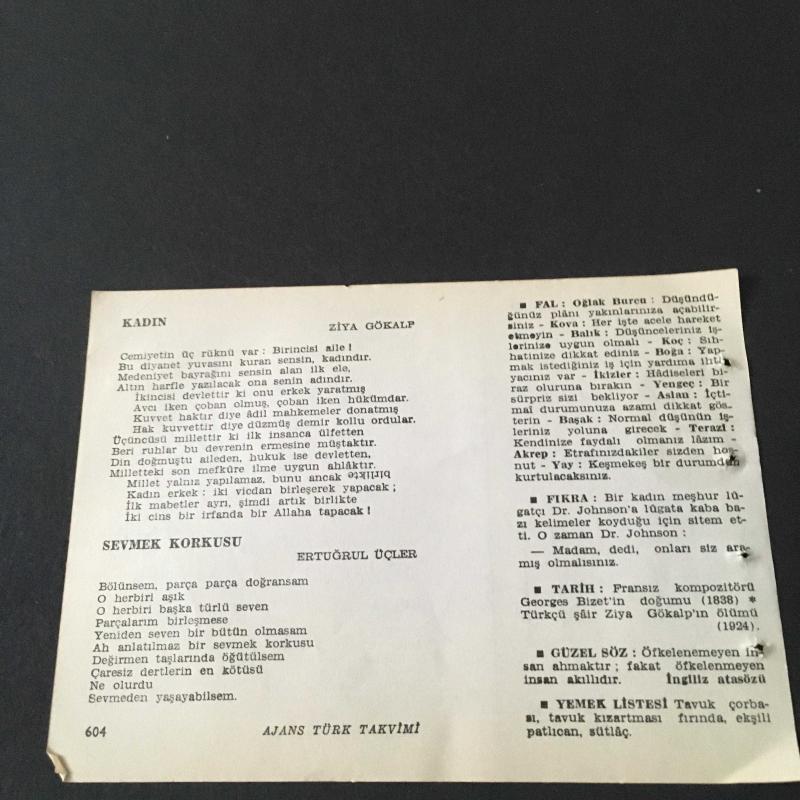 KADIN
ZİYA GÖKALP
Cemiyetin üç rüknü var : Birincisi aile !
Bu diyanet yuvasını kuran sensin, kadındır.
Medeniyet bayrağını sensin alan ilk ele,
Altın harfle yazılacak ona senin adındır.
İkincisi devlettir ki onu erkek yaratmış
Avcı iken çoban olmuş, çoban iken hükümdar.
Kuvvet haktır diye âdil mahkemeler donatmış
Hak kuvvettir diye düzmüş demir kollu ordular.
Üçüncüsü millettir ki ilk insanca ülfetten
Beri ruhlar bu devrenin ermesine müştaktır.
Din doğmuştu aileden, hukuk ise devletten,
Milletteki son mefkûre ilme uygun ahlâktır.
Millet yalnız yapılamaz, bunu ancak birlikte
Kadın erkek : iki vicdan birleşerek yapacak ;
İlk mabetler ayrı, şimdi artık birlikte
İki cins bir irfanda bir Allaha tapacak !
SEVMEK KORKUSU
ERTUĞRUL ÜÇLER
Bölünsem, parça parça doğransam
O herbiri aşık
O herbiri başka türlü seven
Parçalarım birleşmese
Yeniden seven bir bütün olmasam
Ah anlatılmaz bir sevmek korkusu
Değirmen taşlarında öğütülsem
Çaresiz dertlerin en kötüsü
Ne olurdu
Sevmeden yaşayabilsem.
604
AJANS TÜRK TAKVİMİ
■ FAL : Oğlak Burcu : Düşündü-
ğünüz plânı yakınlarınıza açabilir-
siniz - Kova : Her işte acele hareket
etmeyin - Balık : Düşünceleriniz iş-
lerinize uygun olmalı - Koç : Sıh-
hatinize dikkat ediniz - Boğa : Yap-
mak istediğiniz iş için yardıma ihti-
yacınız var - İkizler : Hâdiseleri bi-
raz oluruna bırakın - Yengeç : Bir
sürpriz sizi bekliyor - Aslan : İçti-
mal durumunuza azami dikkat gös-
terin - Başak : Normal düşünün iş-
leriniz yoluna girecek - Terazi :
Kendinize faydalı olmanız lâzım -
Akrep : Etrafınızdakiler sizden hoş-
nut - Yay : Keşmekeş bir durumdan
kurtulacaksınız.
■ FIKRA : Bir kadın meşhur lû-
gatçı Dr. Johnson'a lûgata kaba ba-
zı kelimeler koyduğu için sitem et-
ti. O zaman Dr. Johnson :
— Madam, dedi, onları siz ara-
mış olmalısınız.
■ TARİH : Fransız kompozitörü
Georges Bizet'in doğumu (1838) *
Türkçü şâir Ziya Gökalp'ın ölümü
(1924).
■ GÜZEL SÖZ : Öfkelenemeyen in-
san ahmaktır ; fakat öfkelenmeyen
insan akıllıdır. İngiliz atasözü
■ YEMEK LİSTESİ Tavuk çorba-
sı, tavuk kızartması fırında, ekşili
patlıcan, sütlâç.